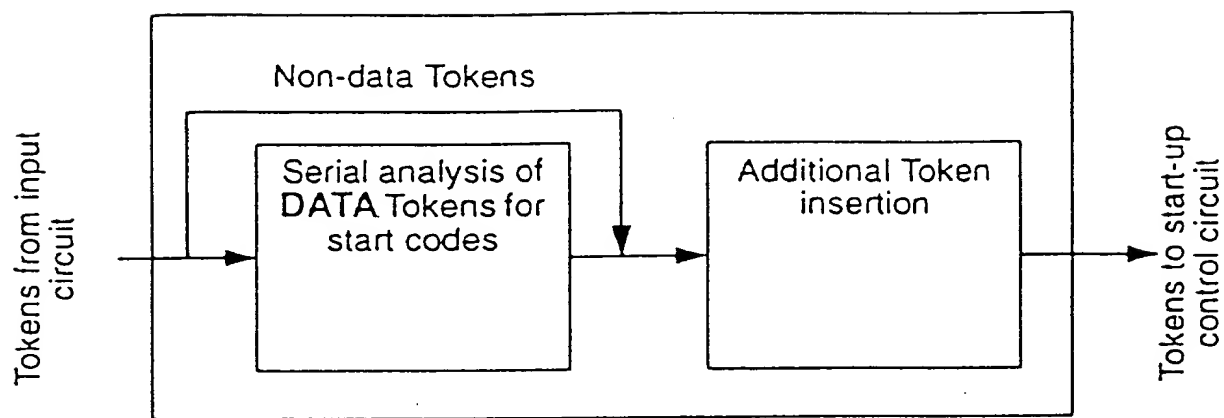 Non-data Tokens
Tokens from input
circuit
Serial analysis of
DATA Tokens for
start codes
Additional Token
insertion
Tokens to start-up
control circuit